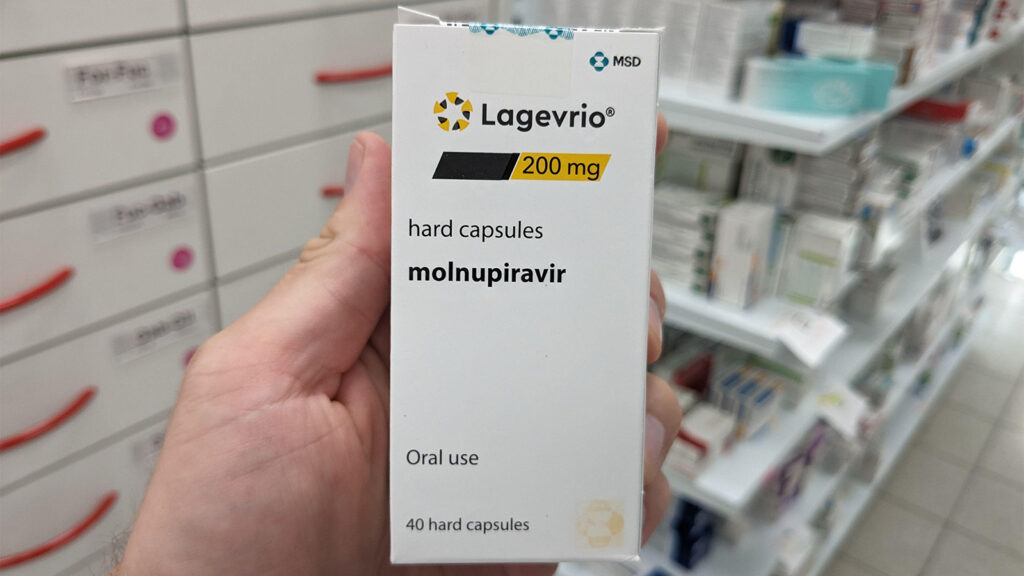 MSD
Lagevrio®
200 mg
hard capsules
molnupiravir
Oral use
40 hard capsules